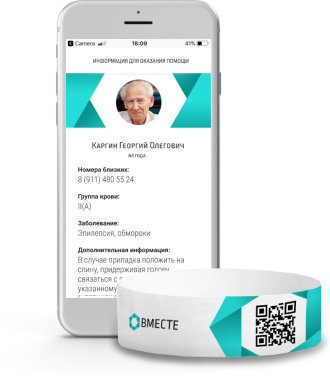 Camera
18:09
41%
ИНФОРМАЦИЯ ДЛЯ ОКАЗАНИЯ ПОМОЩИ
Каргин Георгий Олегович
64 ГОДА
Номера близких:
8 (911) 480 55 24
Группа крови:
II(A)
Заболевание:
Эпилепсия, обмороки
Дополнительная информация:
В случае припадка положить на
спину, придерживая голову,
связаться с
указанному
ВМЕСТЕ